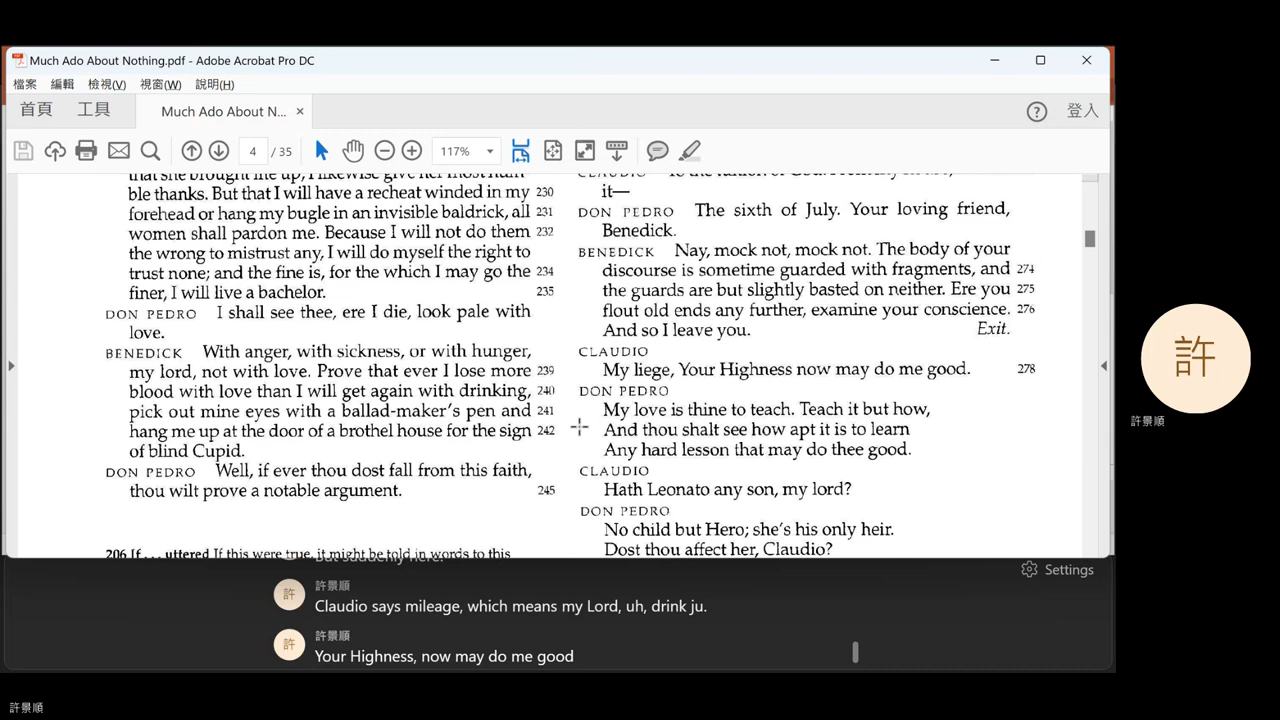 Much Ado About Nothing.pdf - Adobe Acrobat Pro DC
檔案 編輯 檢視(V) 視窗(W) 說明(H)
首頁 工具 Much Ado About N... × 登入
4 / 35 117%
that she brought me up, I likewise give her most hum-
ble thanks. But that I will have a recheat winded in my 230
forehead or hang my bugle in an invisible baldrick, all 231
women shall pardon me. Because I will not do them 232
the wrong to mistrust any, I will do myself the right to
trust none; and the fine is, for the which I may go the 234
finer, I will live a bachelor. 235
DON PEDRO I shall see thee, ere I die, look pale with
love.
BENEDICK With anger, with sickness, or with hunger,
my lord, not with love. Prove that ever I lose more 239
blood with love than I will get again with drinking, 240
pick out mine eyes with a ballad-maker's pen and 241
hang me up at the door of a brothel house for the sign 242
of blind Cupid.
DON PEDRO Well, if ever thou dost fall from this faith,
thou wilt prove a notable argument. 245
206 If . . . uttered If this were true, it might be told in words to this
CLAUDIO
it—
DON PEDRO The sixth of July. Your loving friend,
Benedick.
BENEDICK Nay, mock not, mock not. The body of your
discourse is sometime guarded with fragments, and 274
the guards are but slightly basted on neither. Ere you 275
flout old ends any further, examine your conscience. 276
And so I leave you. Exit.
CLAUDIO
My liege, Your Highness now may do me good. 278
DON PEDRO
My love is thine to teach. Teach it but how,
And thou shalt see how apt it is to learn
Any hard lesson that may do thee good.
CLAUDIO
Hath Leonato any son, my lord?
DON PEDRO
No child but Hero; she's his only heir.
Dost thou affect her, Claudio?
But suddenly here.
Settings
許 許景順
Claudio says mileage, which means my Lord, uh, drink ju.
許 許景順
Your Highness, now may do me good
許
許景順
許景順